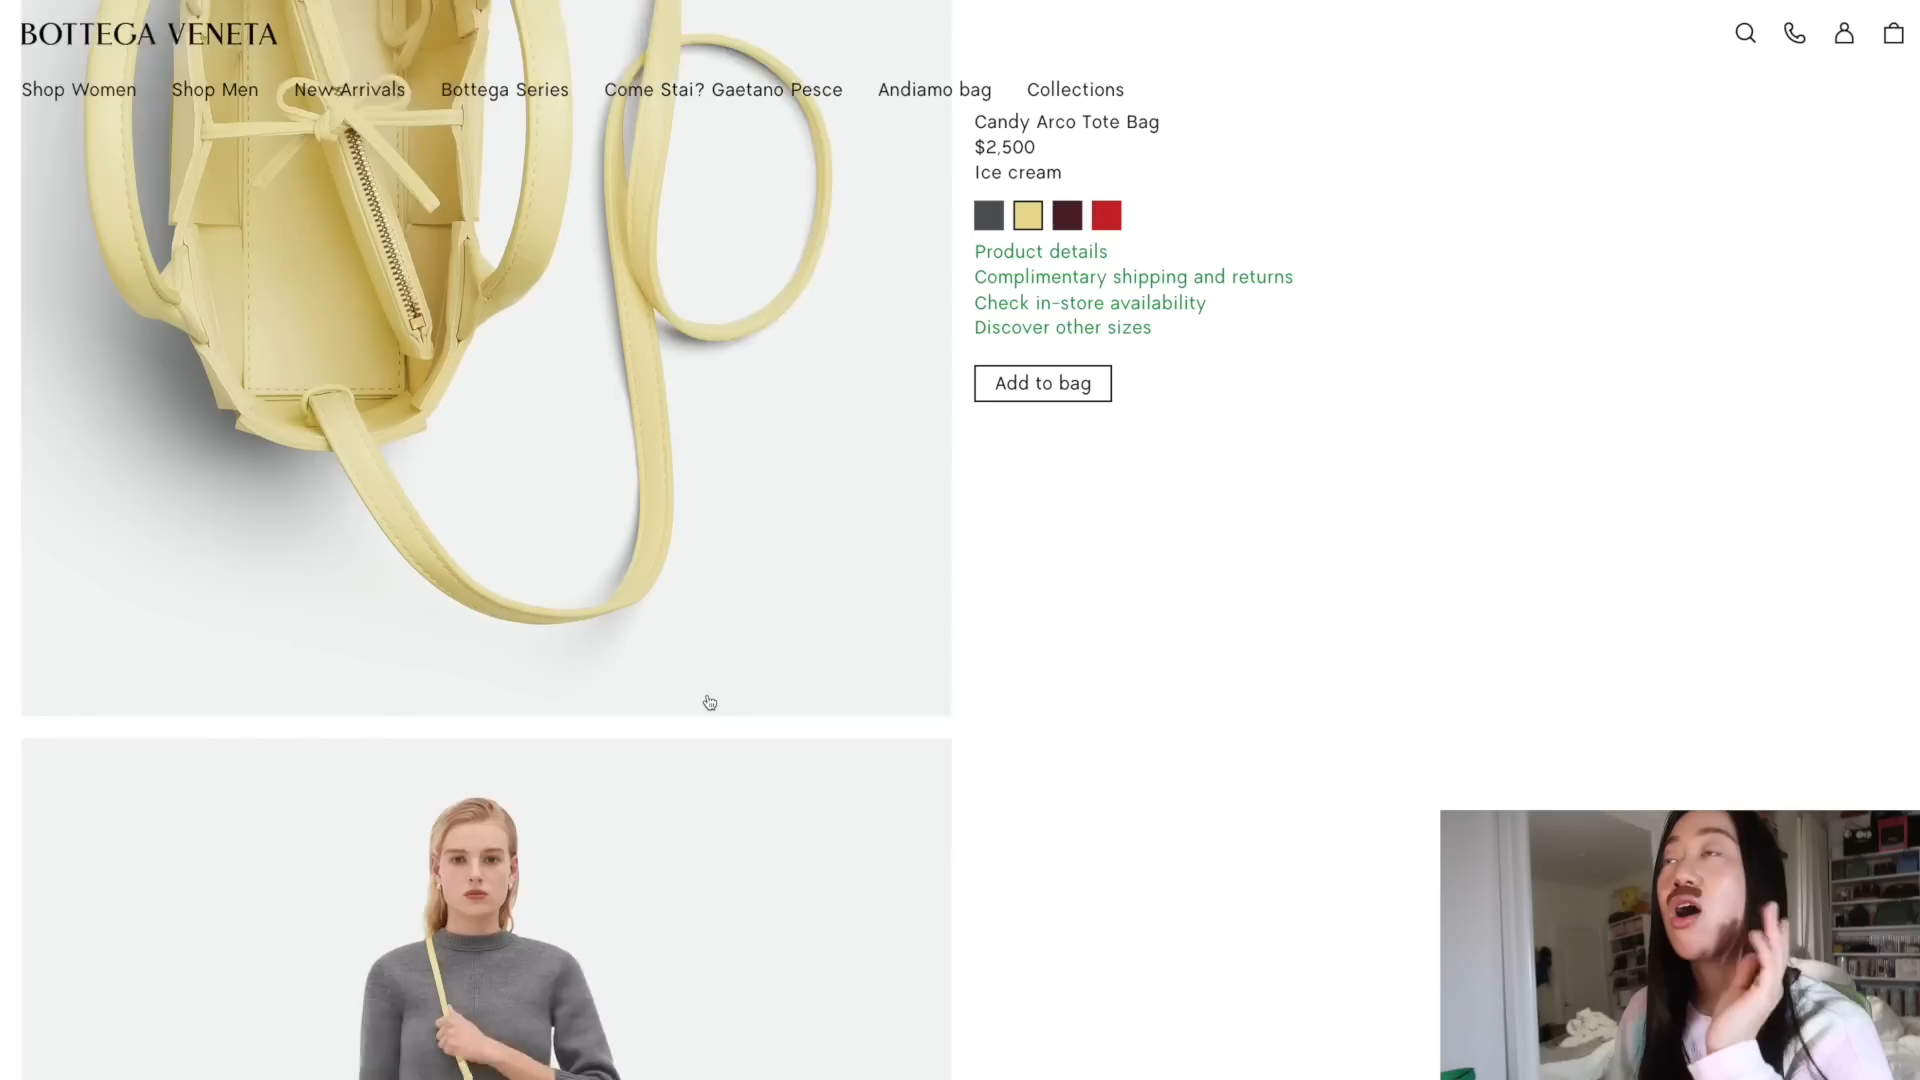 BOTTEGA VENETA
Shop Women Shop Men New Arrivals Bottega Series Come Stai? Gaetano Pesce Andiamo bag Collections
Candy Arco Tote Bag
$2,500
Ice cream
Product details
Complimentary shipping and returns
Check in-store availability
Discover other sizes
Add to bag